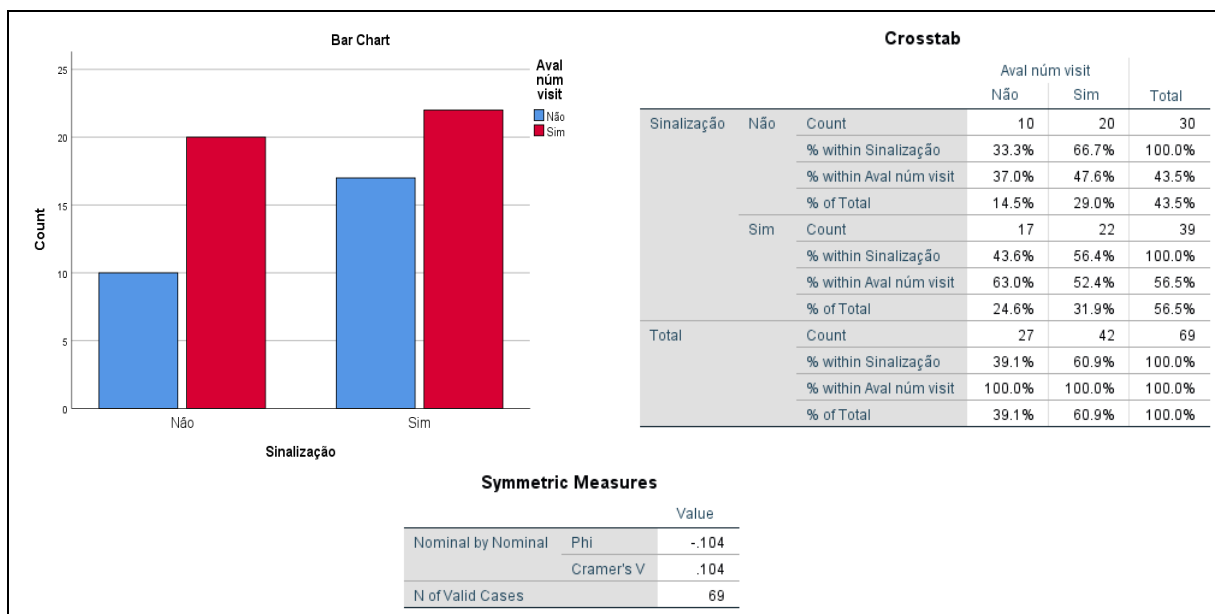 Bar Chart
Aval
núm
visit
Não
Sim
25
20
15
10
5
0
Count
Não Sim
Sinalização
Crosstab
Aval núm visit
Não Sim Total
Sinalização Não Count 10 20 30
% within Sinalização 33.3% 66.7% 100.0%
% within Aval núm visit 37.0% 47.6% 43.5%
% of Total 14.5% 29.0% 43.5%
Sim Count 17 22 39
% within Sinalização 43.6% 56.4% 100.0%
% within Aval núm visit 63.0% 52.4% 56.5%
% of Total 24.6% 31.9% 56.5%
Total Count 27 42 69
% within Sinalização 39.1% 60.9% 100.0%
% within Aval núm visit 100.0% 100.0% 100.0%
% of Total 39.1% 60.9% 100.0%
Symmetric Measures
Value
Nominal by Nominal Phi -.104
Cramer's V .104
N of Valid Cases 69